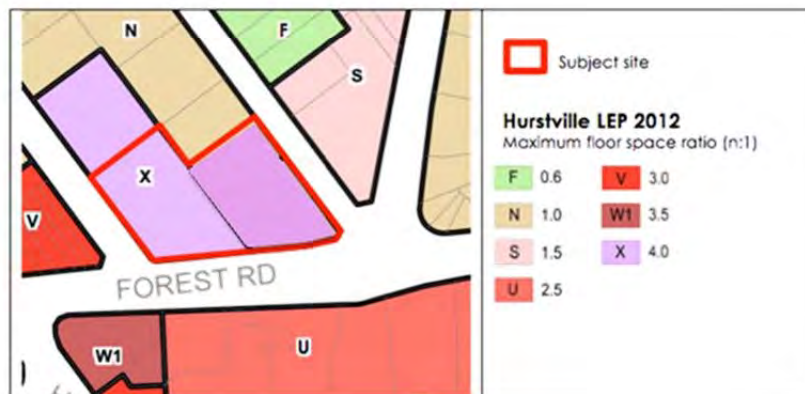 N
F
S
X
V
FOREST RD
W1
U
Subject site
Hurstville LEP 2012
Maximum floor space ratio (n:1)
F 0.6 V 3.0
N 1.0 W1 3.5
S 1.5 X 4.0
U 2.5